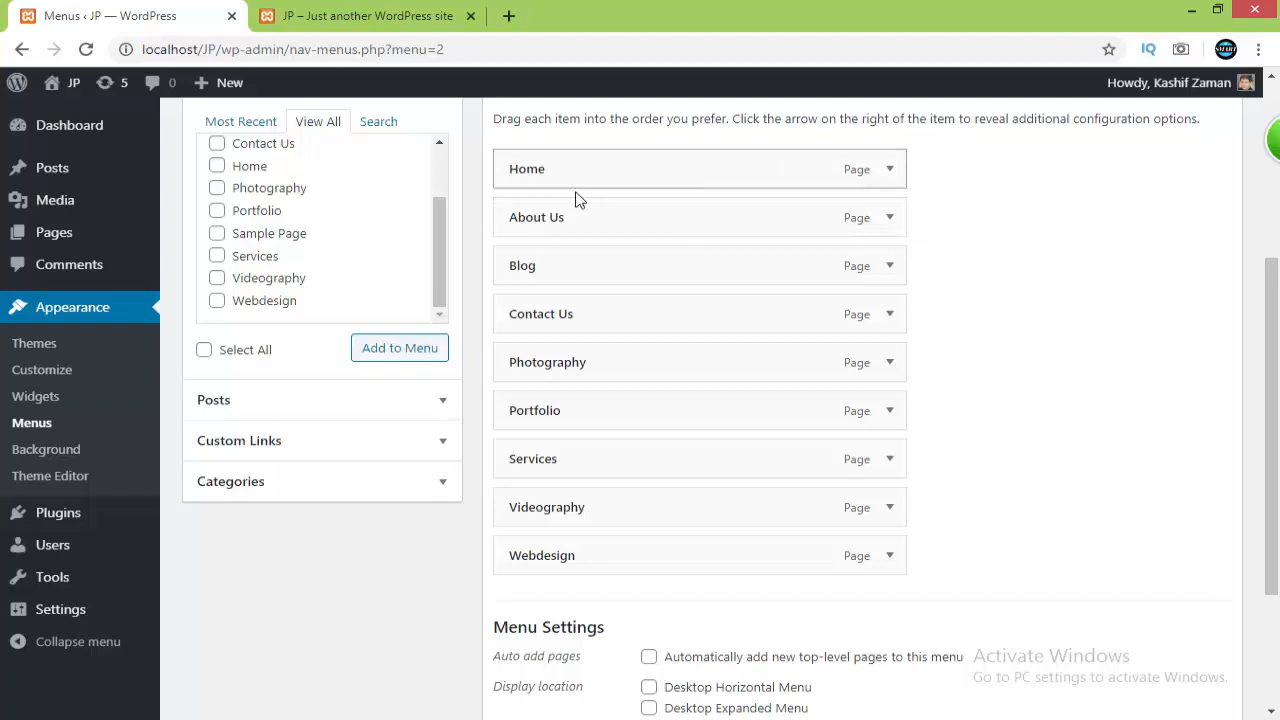 Menus ‹ JP — WordPress
JP – Just another WordPress site
localhost/JP/wp-admin/nav-menus.php?menu=2
IQ
SMART
JP
5
0
New
Howdy, Kashif Zaman
Dashboard
Posts
Media
Pages
Comments
Appearance
Themes
Customize
Widgets
Menus
Background
Theme Editor
Plugins
Users
Tools
Settings
Collapse menu
Most Recent
View All
Search
Contact Us
Home
Photography
Portfolio
Sample Page
Services
Videography
Webdesign
Select All
Add to Menu
Posts
Custom Links
Categories
Drag each item into the order you prefer. Click the arrow on the right of the item to reveal additional configuration options.
Home Page
About Us Page
Blog Page
Contact Us Page
Photography Page
Portfolio Page
Services Page
Videography Page
Webdesign Page
Menu Settings
Auto add pages
Automatically add new top-level pages to this menu
Display location
Desktop Horizontal Menu
Desktop Expanded Menu
Activate Windows
Go to PC settings to activate Windows.